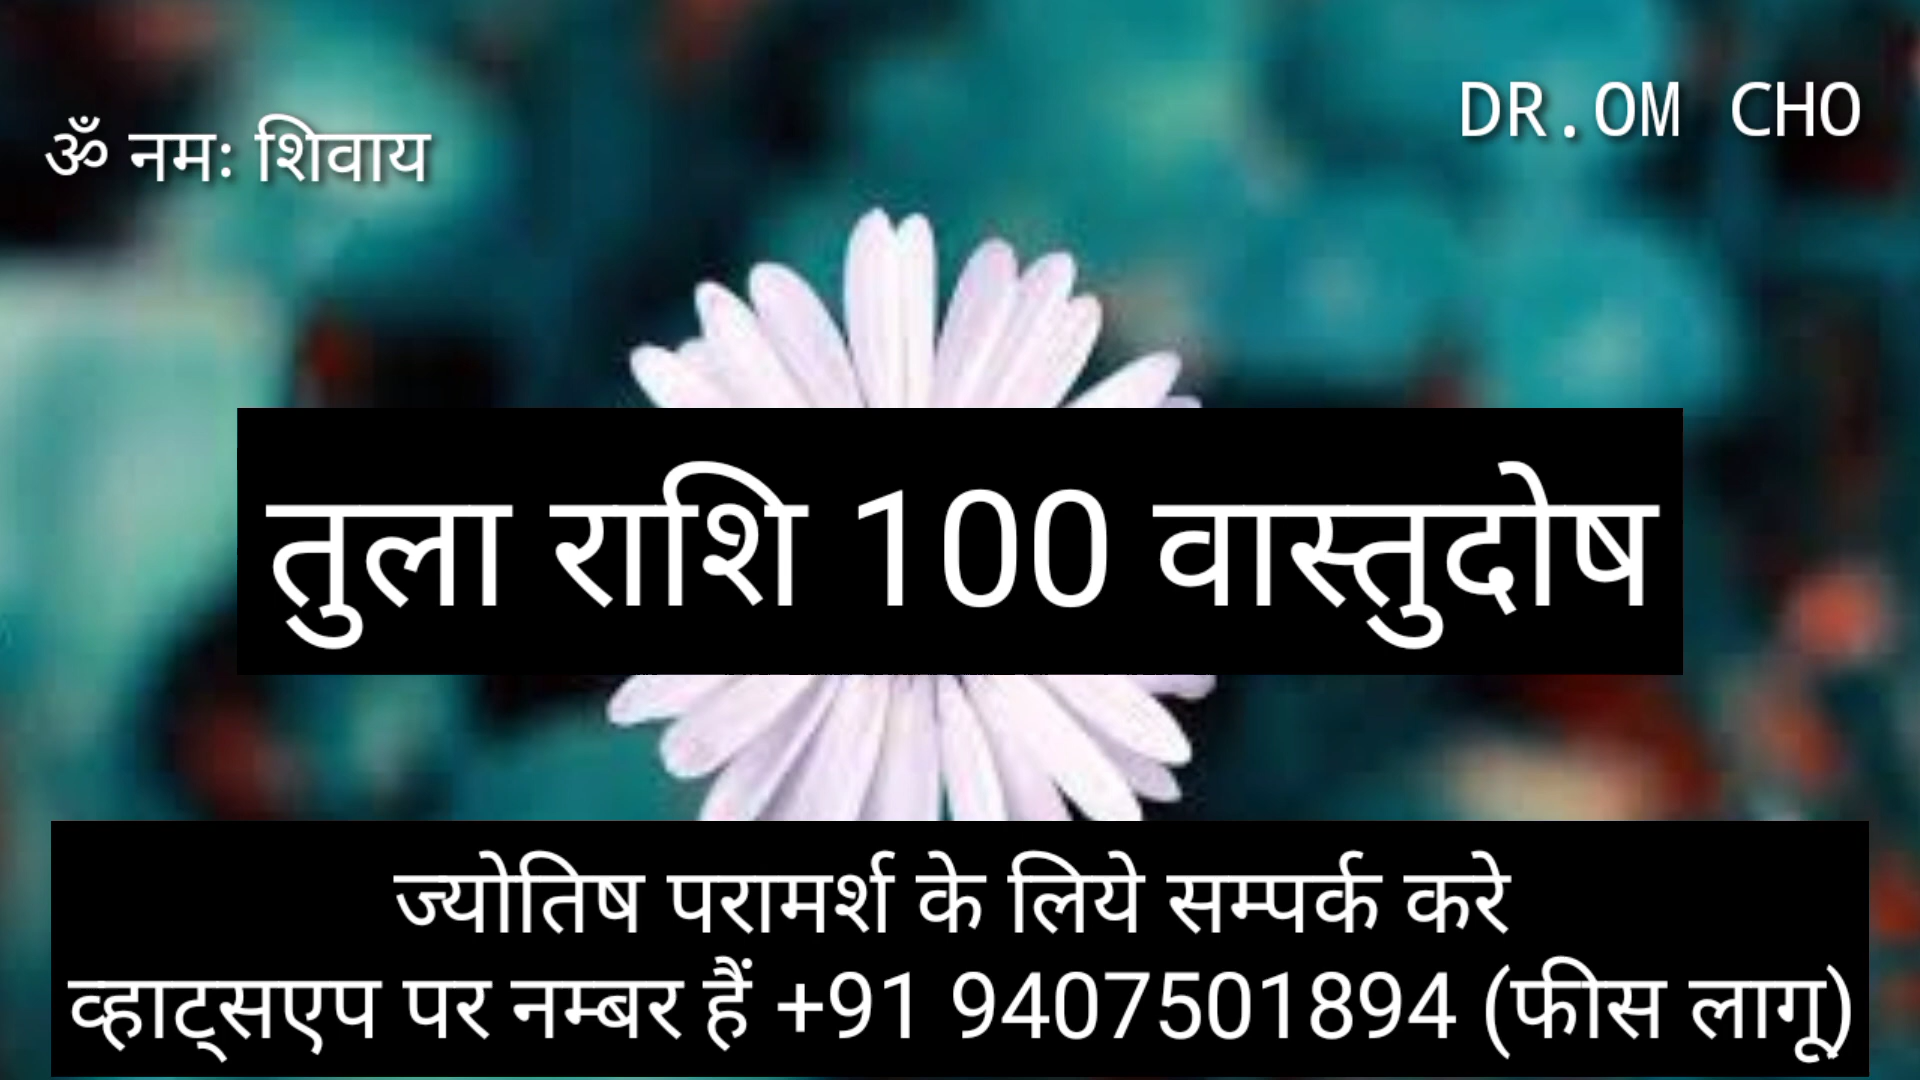 ॐ नमः शिवाय
DR.OM CHO
तुला राशि 100 वास्तुदोष
ज्योतिष परामर्श के लिये सम्पर्क करे
व्हाट्सएप पर नम्बर हैं +91 9407501894 (फीस लागू)